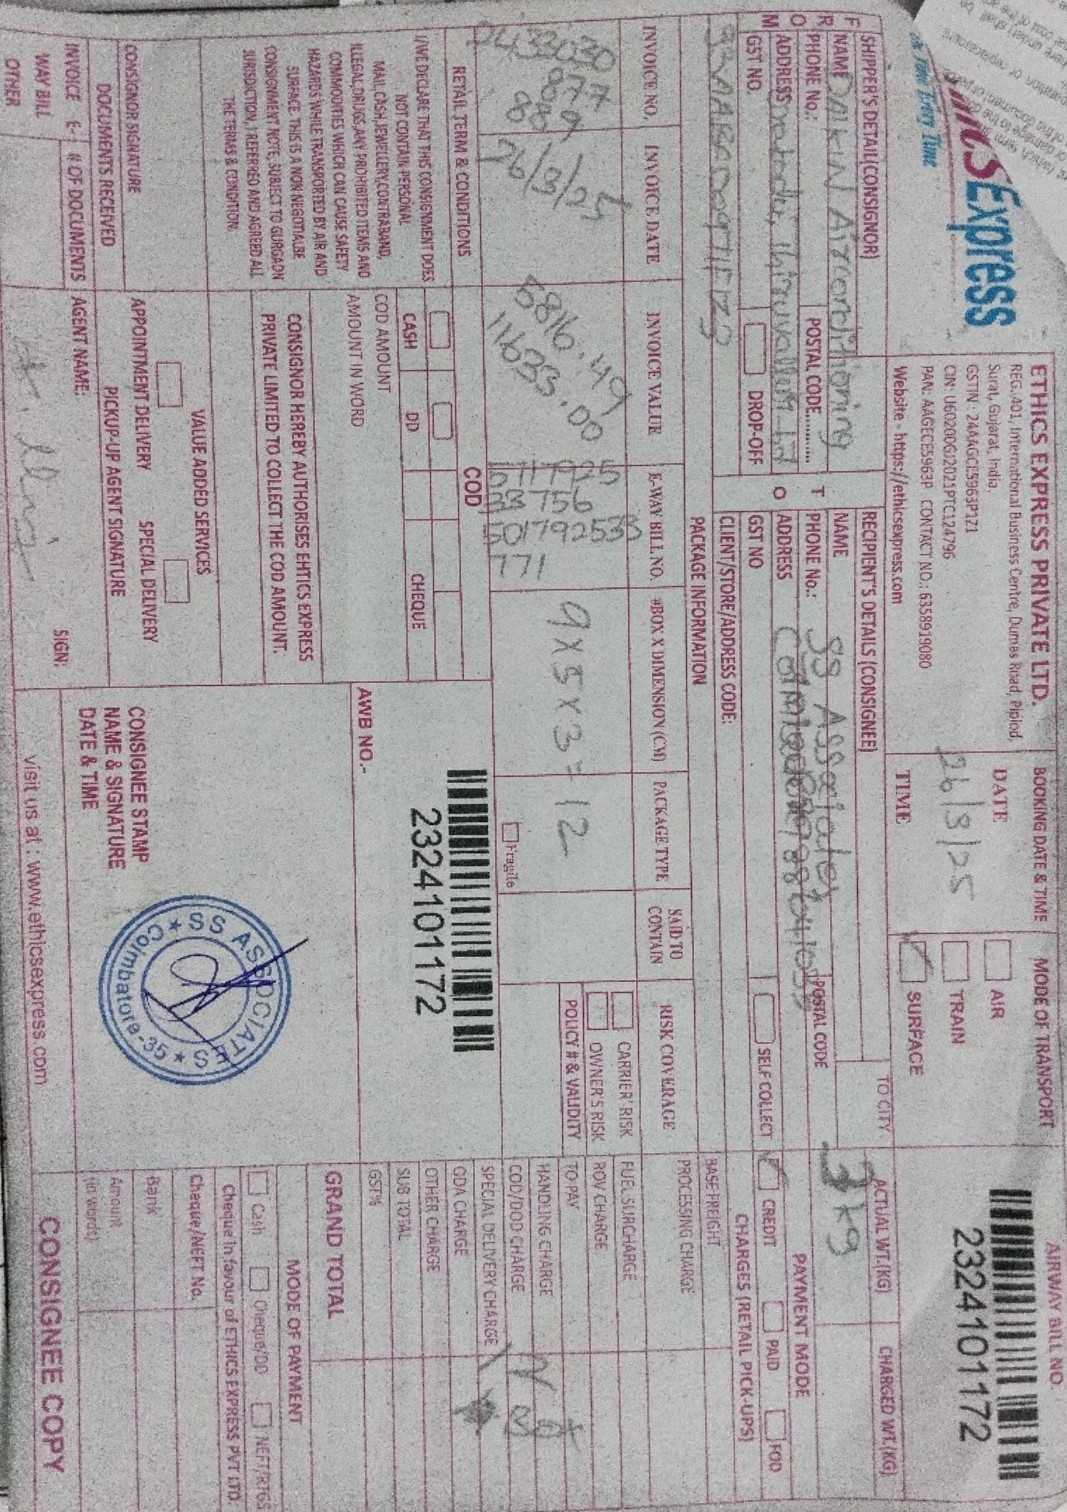 Ethics Express
On Time Every Time
ETHICS EXPRESS PRIVATE LTD.
REG.401, International Business Centre, Dumas Road, Piplod,
Surat, Gujarat, India.
GSTIN : 24AAGCE5963P1Z1
CIN: U60200GJ2021PTC124796
PAN: AAGECE5963P CONTACT NO.: 6358919080
Website - https://ethicsexpress.com
BOOKING DATE & TIME
DATE
26/3/25
TIME
MODE OF TRANSPORT
AIR
TRAIN
SURFACE
AIRWAY BILL NO.
2324101172
SHIPPER'S DETAIL(CONSIGNOR)
FROM
NAME DAIKIN Airconditioning
PHONE No.: POSTAL CODE............
ADDRESS thiruvallur
GST NO. DROP-OFF
TO
RECIPIENT'S DETAILS (CONSIGNEE)
NAME SS Associates
PHONE No.: POSTAL CODE
ADDRESS
GST NO SELF COLLECT
CLIENT/STORE/ADDRESS CODE:
TO CITY
ACTUAL WT.(KG)
3 kg
CHARGED WT.(KG)
PAYMENT MODE
CREDIT PAID FOD
PACKAGE INFORMATION
INVOICE NO. INVOICE DATE INVOICE VALUE E-WAY BILL NO. #BOX X DIMENSION (CM) PACKAGE TYPE SAID TO CONTAIN RISK COVERAGE
26/3/25
5816.49
11633.00
771
9 x 5 x 3 = 12
Fragile
CARRIER' RISK
OWNER'S RISK
POLICY # & VALIDITY
CHARGES (RETAIL PICK-UPS)
BASE FREIGHT
PROCESSING CHARGE
FUEL SURCHARGE
ROV CHARGE
TO-PAY
HANDLING CHARGE
COD/DOD CHARGE
SPECIAL DELIVERY CHARGE
ODA CHARGE
OTHER CHARGE
SUB TOTAL
GST%
GRAND TOTAL
RETAIL TERM & CONDITIONS
I/WE DECLARE THAT THIS CONSIGNMENT DOES
NOT CONTAIN PERSONAL
MAIL, CASH,JEWELLERY,CONTRABAND,
ILLEGAL DRUGS,ANY PROHIBITED ITEMS AND
COMMODITIES WHICH CAN CAUSE SAFETY
HAZARDS WHILE TRANSPORTED BY AIR AND
SURFACE. THIS IS A NON NEGOTIALBE
CONSIGNMENT NOTE, SUBJECT TO GURGAON
JURISDICTION, I REFERRED AND AGREED ALL
THE TERMS & CONDITION.
COD
CASH DD CHEQUE
COD AMOUNT
AMOUNT IN WORD
CONSIGNOR HEREBY AUTHORISES EHTICS EXPRESS
PRIVATE LIMITED TO COLLECT THE COD AMOUNT.
VALUE ADDED SERVICES
APPOINTMENT DELIVERY SPECIAL DELIVERY
CONSIGNOR SIGNATURE
DOCUMENTS RECEIVED
INVOICE E- # OF DOCUMENTS
WAY BILL
OTHER
PICKUP-UP AGENT SIGNATURE
AGENT NAME: SIGN:
AWB NO.-
2324101172
CONSIGNEE STAMP
NAME & SIGNATURE
DATE & TIME
SS ASSOCIATES
Coimbatore-35
MODE OF PAYMENT
Cash Cheque/DD NEFT/RTGS
Cheque in favour of ETHICS EXPRESS PVT LTD.
Cheque/NEFT No.
Bank
Amount
(in word)
visit us at : www.ethicsexpress.com
CONSIGNEE COPY